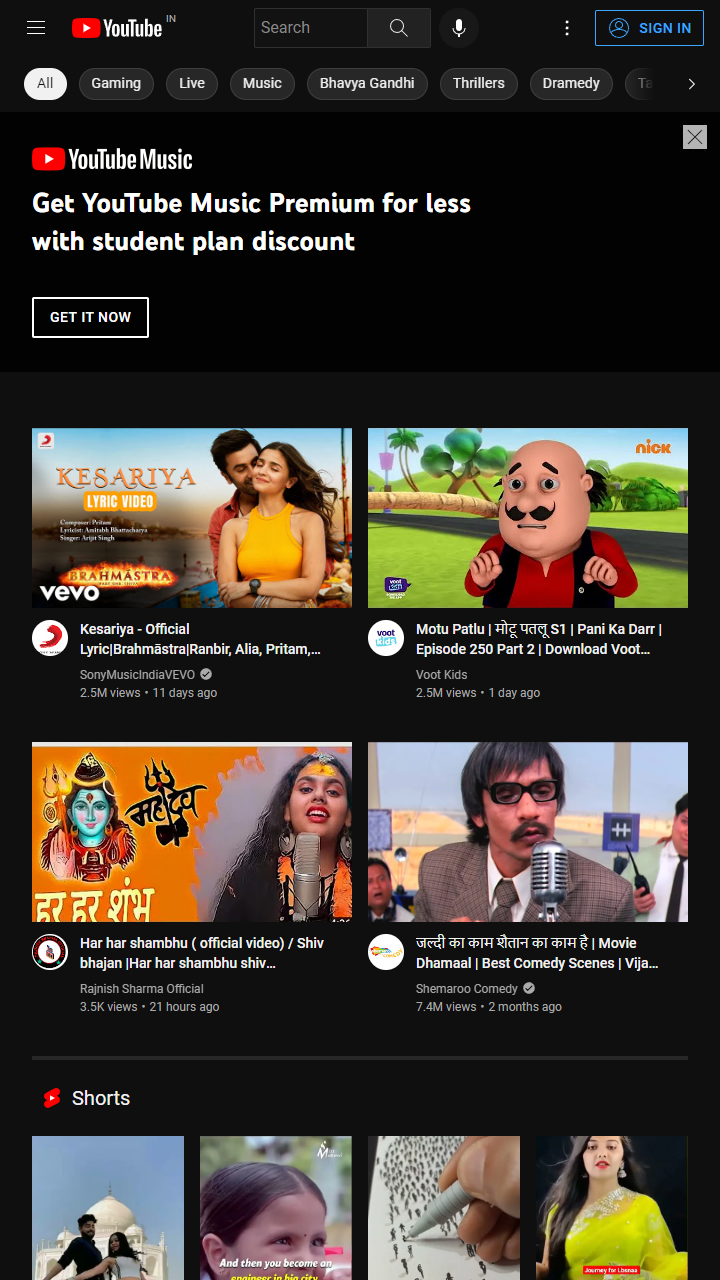 YouTube IN
Search
SIGN IN
All
Gaming
Live
Music
Bhavya Gandhi
Thrillers
Dramedy
YouTube Music
Get YouTube Music Premium for less
with student plan discount
GET IT NOW
KESARIYA
LYRIC VIDEO
Composer: Pritam
Lyricist: Amitabh Bhattacharya
Singer: Arijit Singh
BRAHMĀSTRA
vevo
nick
voot
Kesariya - Official
Lyric|Brahmāstra|Ranbir, Alia, Pritam,...
SonyMusicIndiaVEVO
2.5M views • 11 days ago
voot
Motu Patlu | मोटू पतलू S1 | Pani Ka Darr |
Episode 250 Part 2 | Download Voot...
Voot Kids
2.5M views • 1 day ago
महादेव
हर हर शंभ
Har har shambhu ( official video) / Shiv
bhajan |Har har shambhu shiv...
Rajnish Sharma Official
3.5K views • 21 hours ago
जल्दी का काम शैतान का काम है | Movie
Dhamaal | Best Comedy Scenes | Vija...
Shemaroo Comedy
7.4M views • 2 months ago
Shorts
And then you become an
engineer in big city
Journey for Lbsnaa